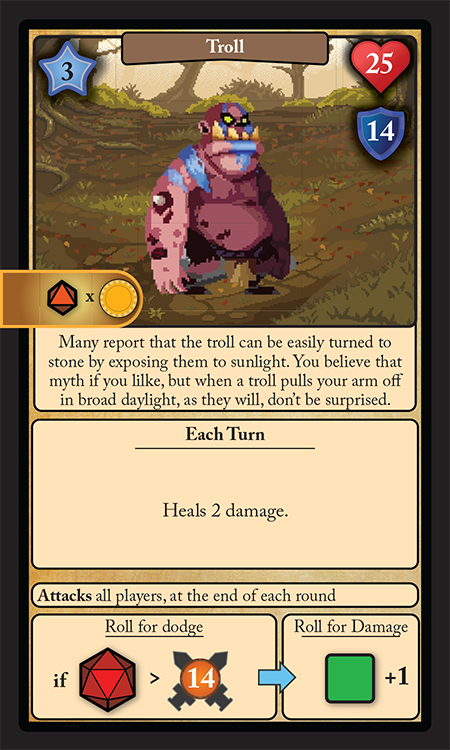 Troll
3
25
14
x
Many report that the troll can be easily turned to
stone by exposing them to sunlight. You believe that
myth if you lilke, but when a troll pulls your arm off
in broad daylight, as they will, don't be surprised.
Each Turn
Heals 2 damage.
Attacks all players, at the end of each round
Roll for dodge
if > 14
Roll for Damage
+1